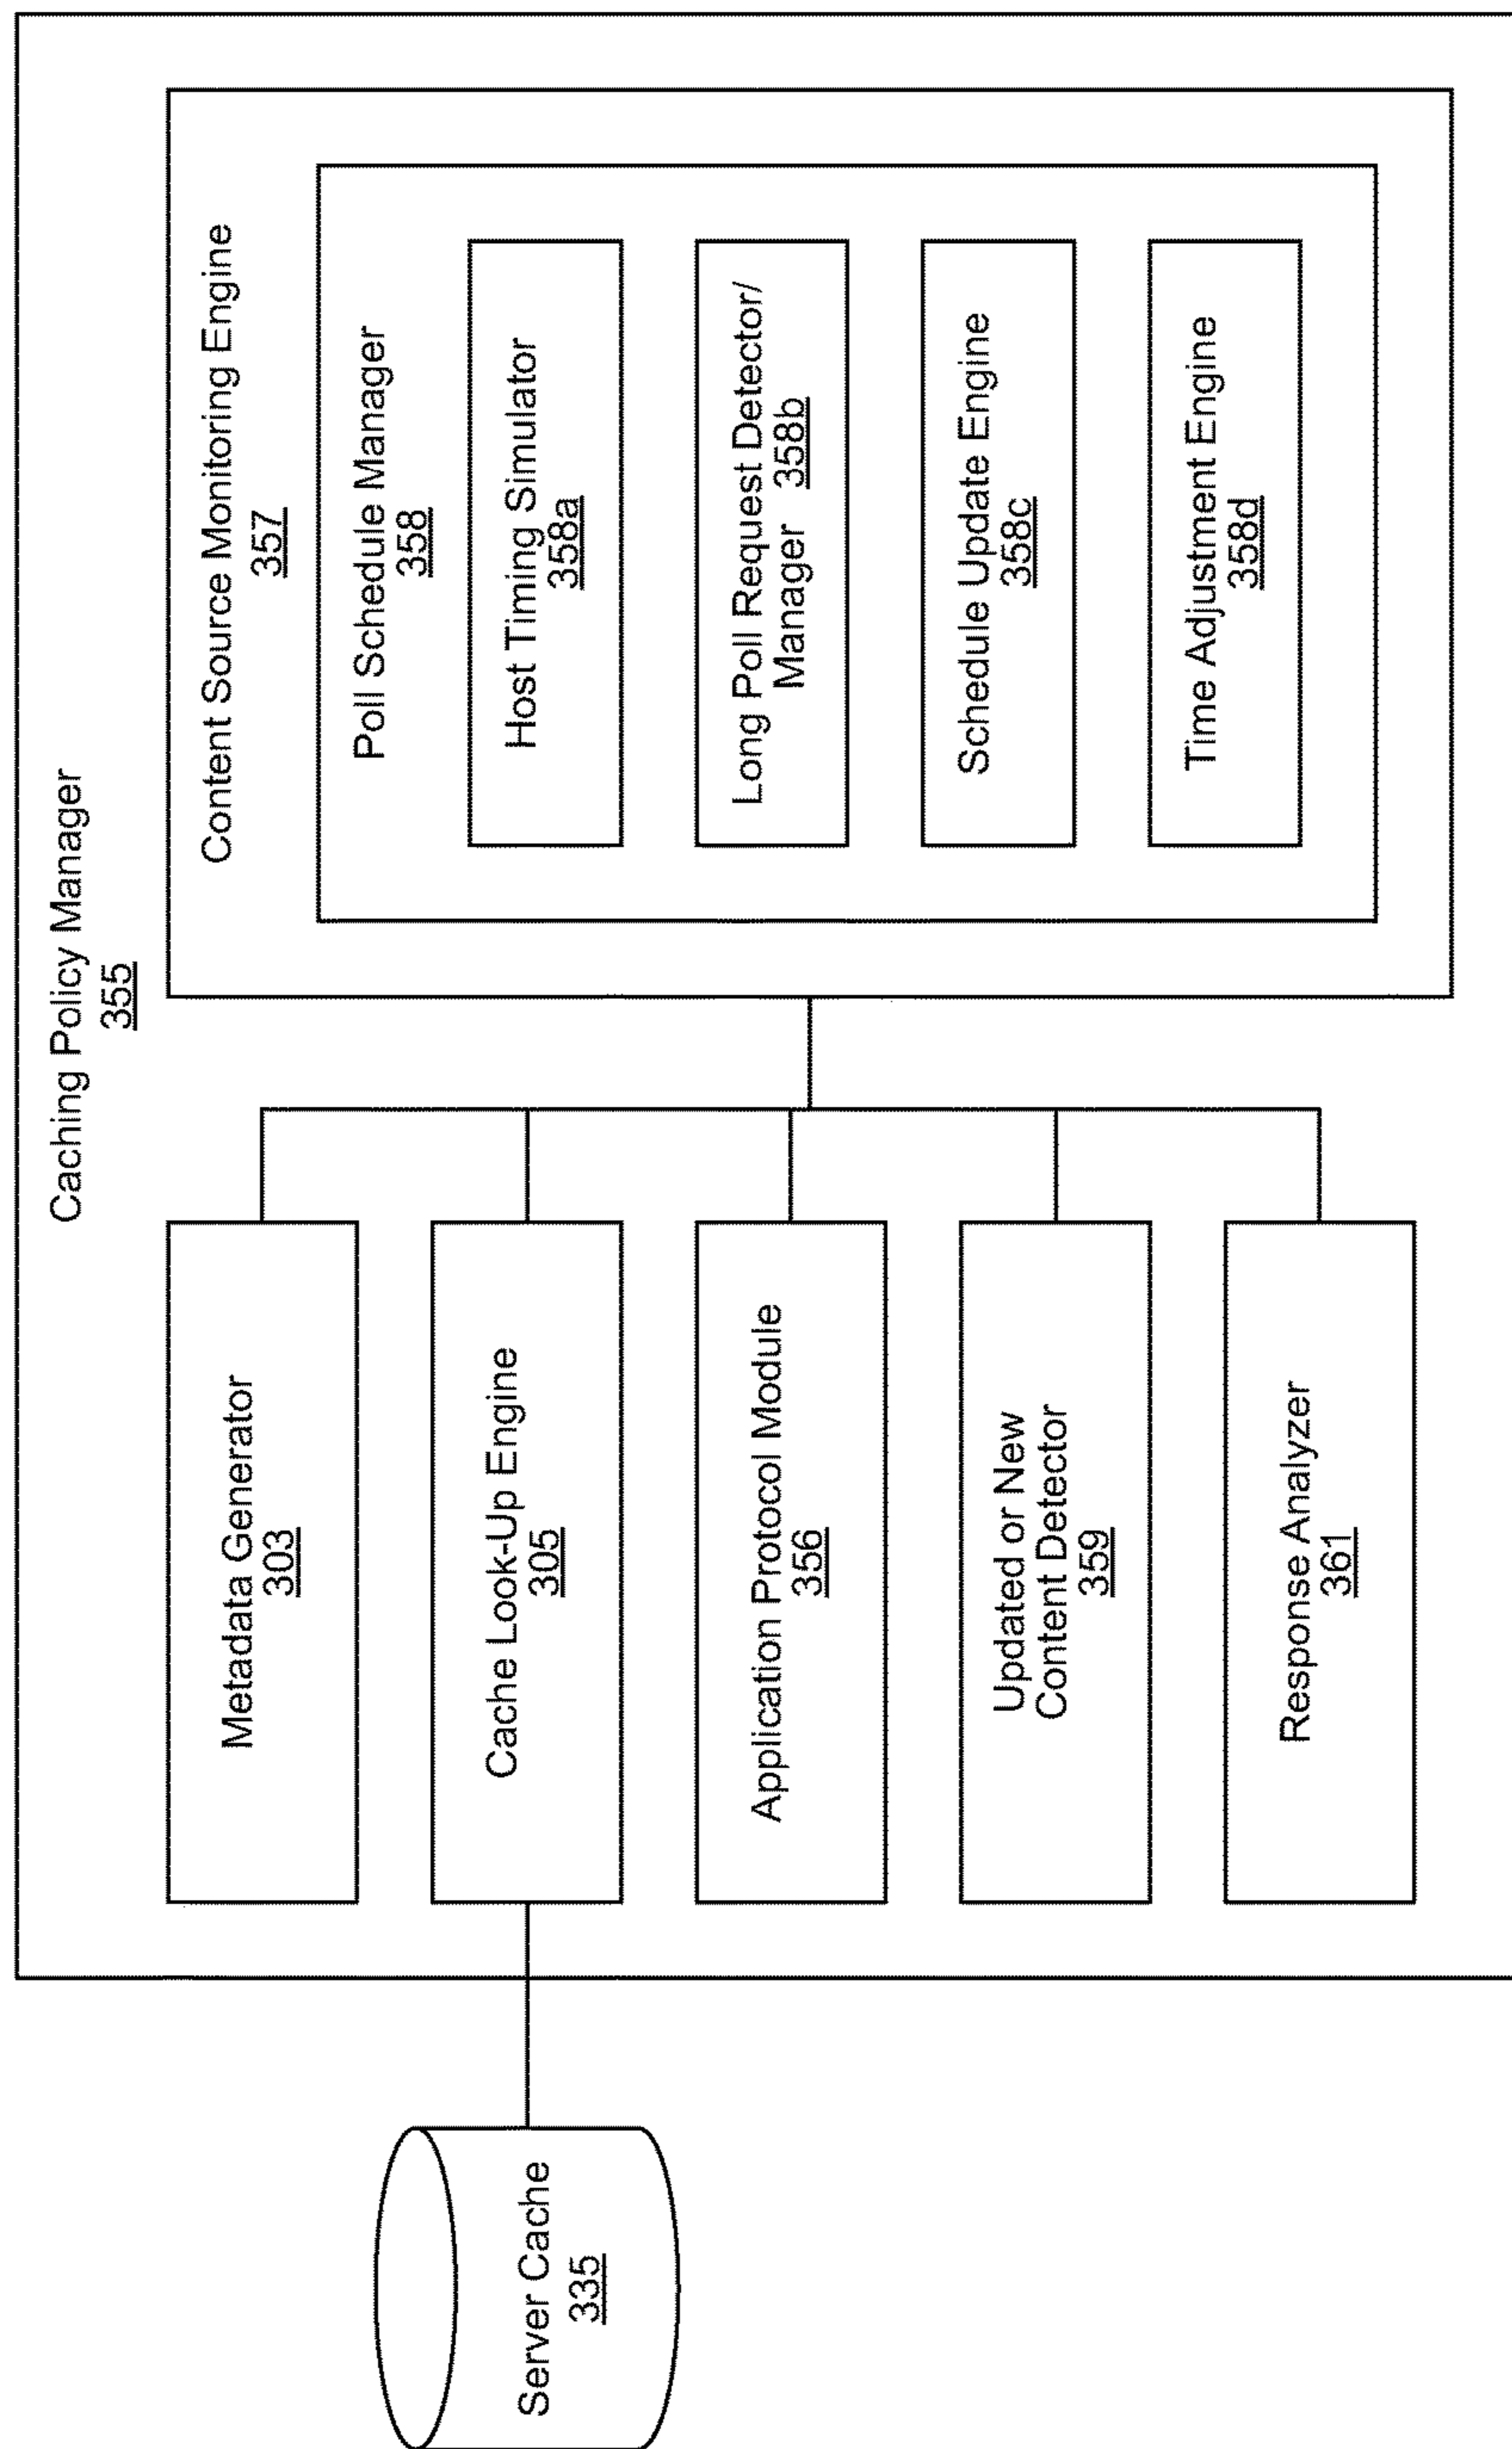 Caching Policy Manager
355
Server Cache
335
Metadata Generator
303
Cache Look-Up Engine
305
Application Protocol Module
356
Updated or New
Content Detector
359
Response Analyzer
361
Content Source Monitoring Engine
357
Poll Schedule Manager
358
Host Timing Simulator
358a
Long Poll Request Detector/
Manager 358b
Schedule Update Engine
358c
Time Adjustment Engine
358d